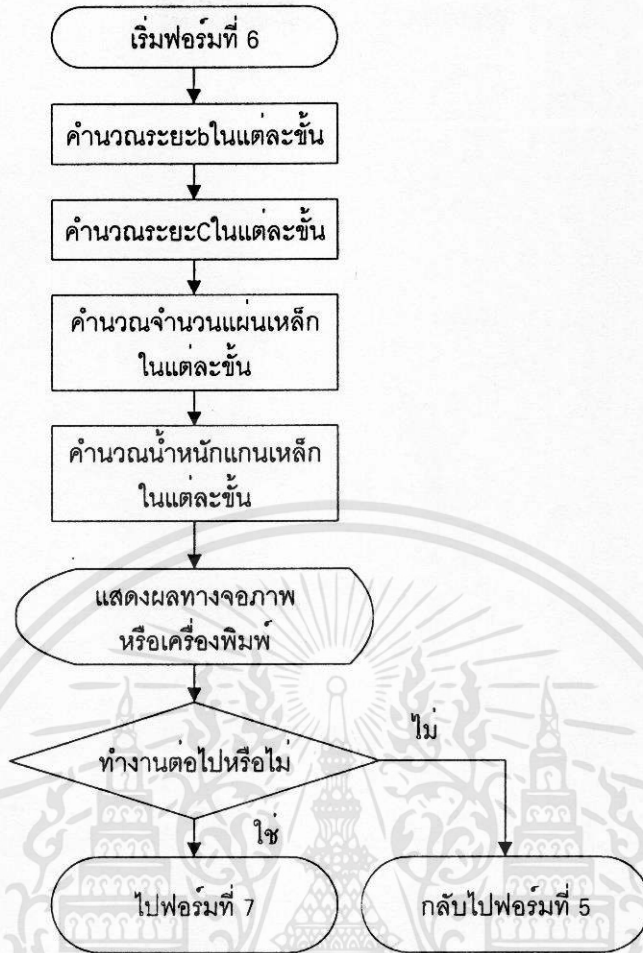 เริ่มฟอร์มที่ 6
คำนวณระยะbในแต่ละขั้น
คำนวณระยะCในแต่ละขั้น
คำนวณจำนวนแผ่นเหล็ก
ในแต่ละขั้น
คำนวณน้ำหนักแกนเหล็ก
ในแต่ละขั้น
แสดงผลทางจอภาพ
หรือเครื่องพิมพ์
ทำงานต่อไปหรือไม่
ไม่
ใช่
ไปฟอร์มที่ 7
กลับไปฟอร์มที่ 5